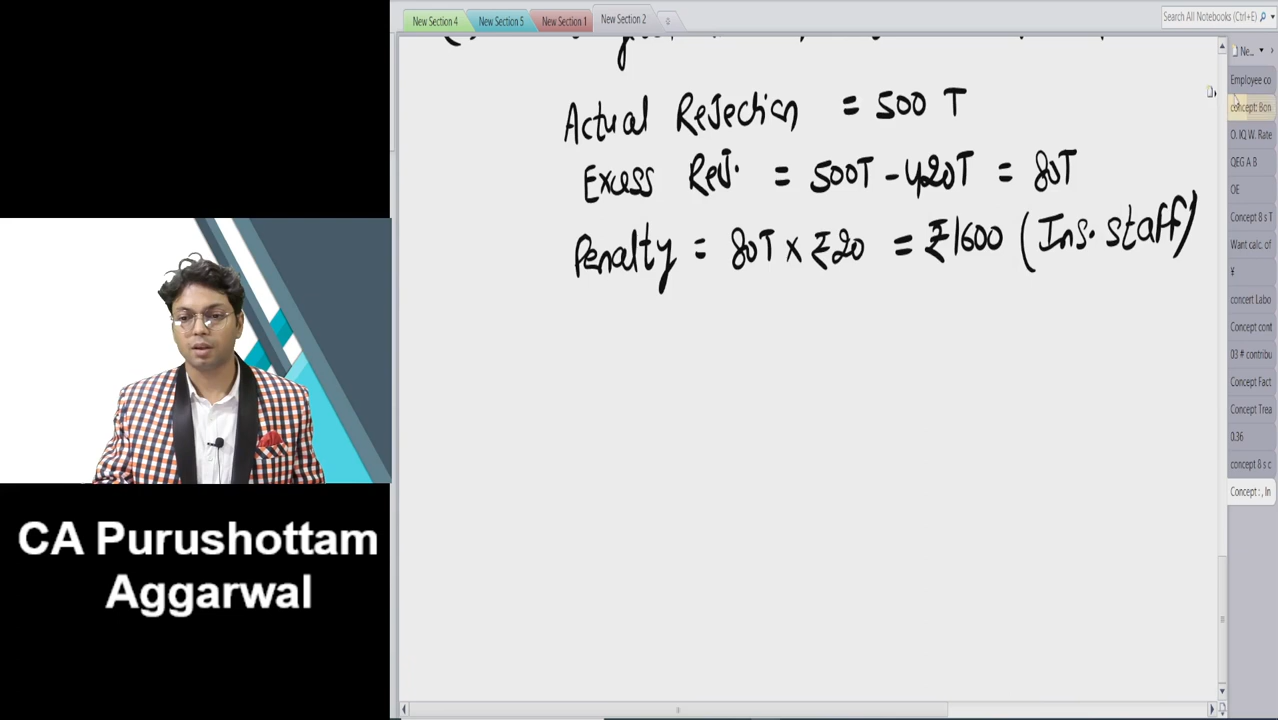 New Section 4
New Section 5
New Section 1
New Section 2
Search All Notebooks (Ctrl+E)
Actual Rejection = 500 T
Excess Rej. = 500T - 420T = 80T
Penalty = 80T × ₹20 = ₹1600 (Ins. staff)
CA Purushottam
Aggarwal
Ne...
Employee co
concept: Bon
O. IQ W. Rate
QEG A B
OE
Concept 8 s T
Want calc. of
¥
concert Labo
Concept cont
03 # contribu
Concept Fact
Concept Trea
0.36
concept 8 s c
Concept : , In